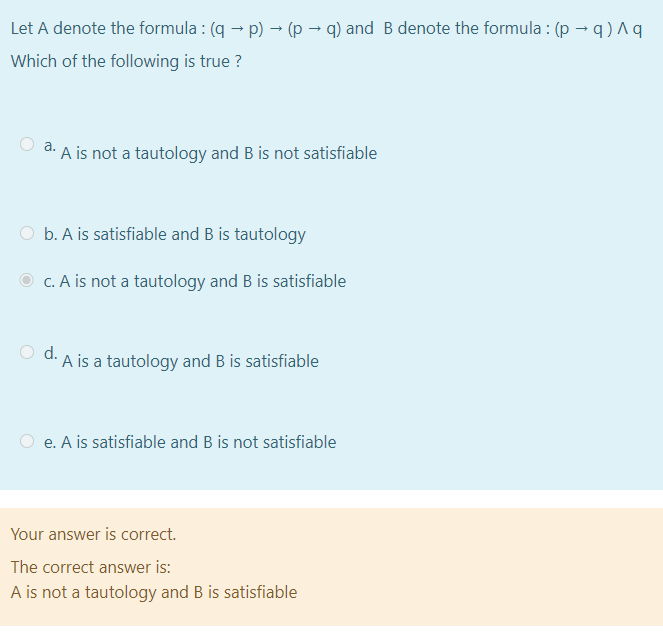 Let A denote the formula : (q → p) → (p → q) and  B denote the formula : (p → q ) Λ q
Which of the following is true ?
a. A is not a tautology and B is not satisfiable
b. A is satisfiable and B is tautology
c. A is not a tautology and B is satisfiable
d. A is a tautology and B is satisfiable
e. A is satisfiable and B is not satisfiable
Your answer is correct.
The correct answer is:
A is not a tautology and B is satisfiable